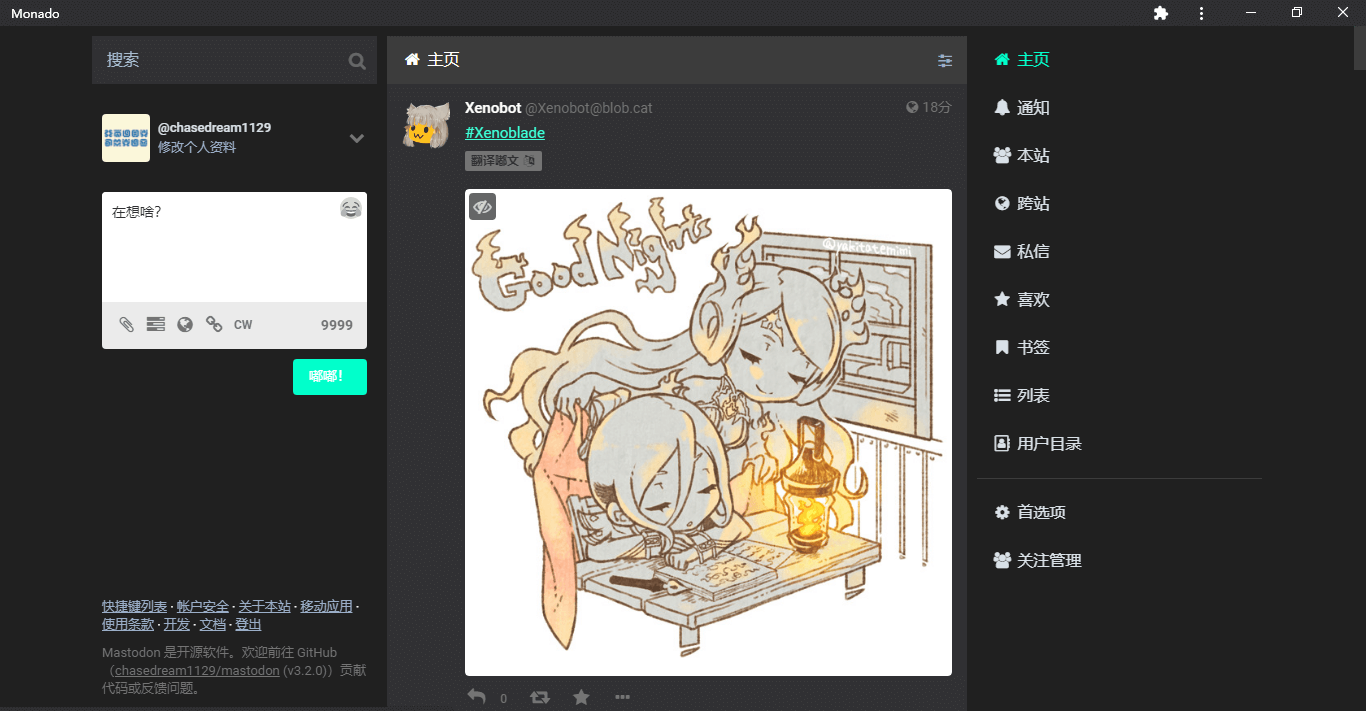 Monado
搜索
@chasedream1129
修改个人资料
在想啥?
CW
9999
嘟嘟!
快捷键列表 · 帐户安全 · 关于本站 · 移动应用 ·
使用条款 · 开发 · 文档 · 登出
Mastodon 是开源软件。欢迎前往 GitHub
（chasedream1129/mastodon (v3.2.0)）贡献
代码或反馈问题。
主页
Xenobot @Xenobot@blob.cat
18分
#Xenoblade
翻译嘟文
Good Night
@yakitatemimi
0
主页
通知
本站
跨站
私信
喜欢
书签
列表
用户目录
首选项
关注管理